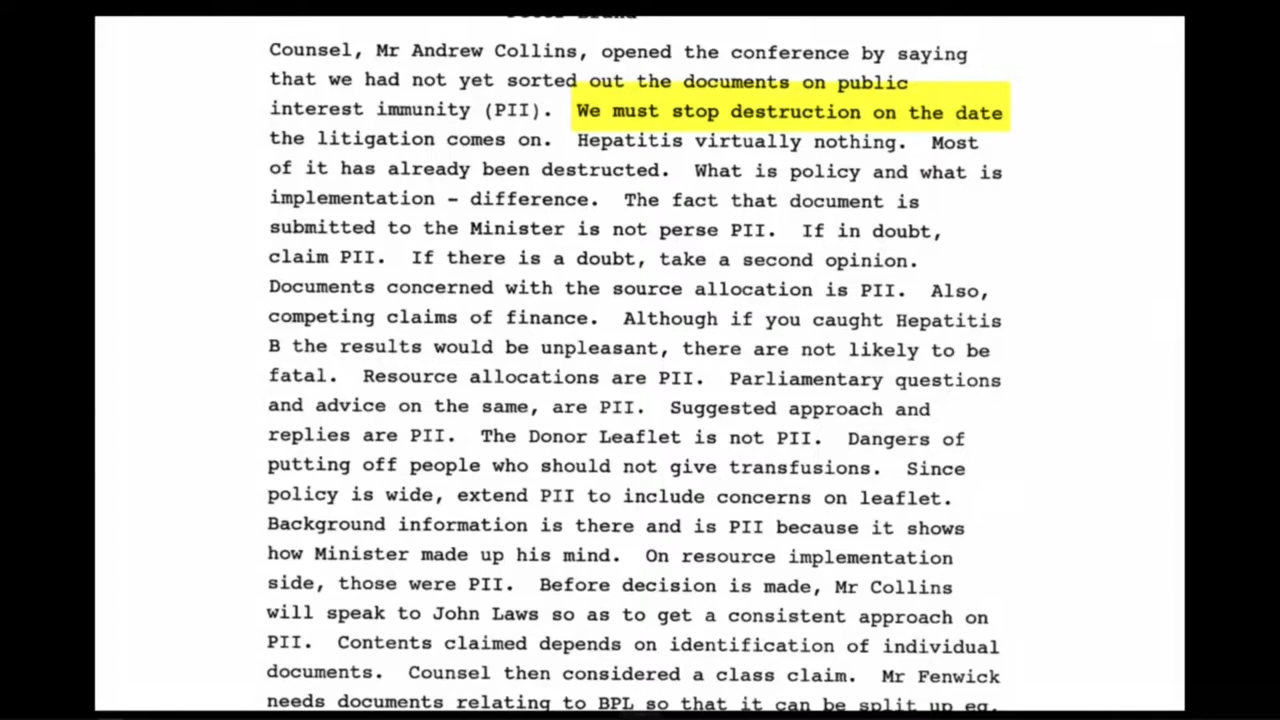 Counsel, Mr Andrew Collins, opened the conference by saying
that we had not yet sorted out the documents on public
interest immunity (PII). We must stop destruction on the date
the litigation comes on. Hepatitis virtually nothing. Most
of it has already been destructed. What is policy and what is
implementation - difference. The fact that document is
submitted to the Minister is not perse PII. If in doubt,
claim PII. If there is a doubt, take a second opinion.
Documents concerned with the source allocation is PII. Also,
competing claims of finance. Although if you caught Hepatitis
B the results would be unpleasant, there are not likely to be
fatal. Resource allocations are PII. Parliamentary questions
and advice on the same, are PII. Suggested approach and
replies are PII. The Donor Leaflet is not PII. Dangers of
putting off people who should not give transfusions. Since
policy is wide, extend PII to include concerns on leaflet.
Background information is there and is PII because it shows
how Minister made up his mind. On resource implementation
side, those were PII. Before decision is made, Mr Collins
will speak to John Laws so as to get a consistent approach on
PII. Contents claimed depends on identification of individual
documents. Counsel then considered a class claim. Mr Fenwick
needs documents relating to BPL so that it can be split up eg.